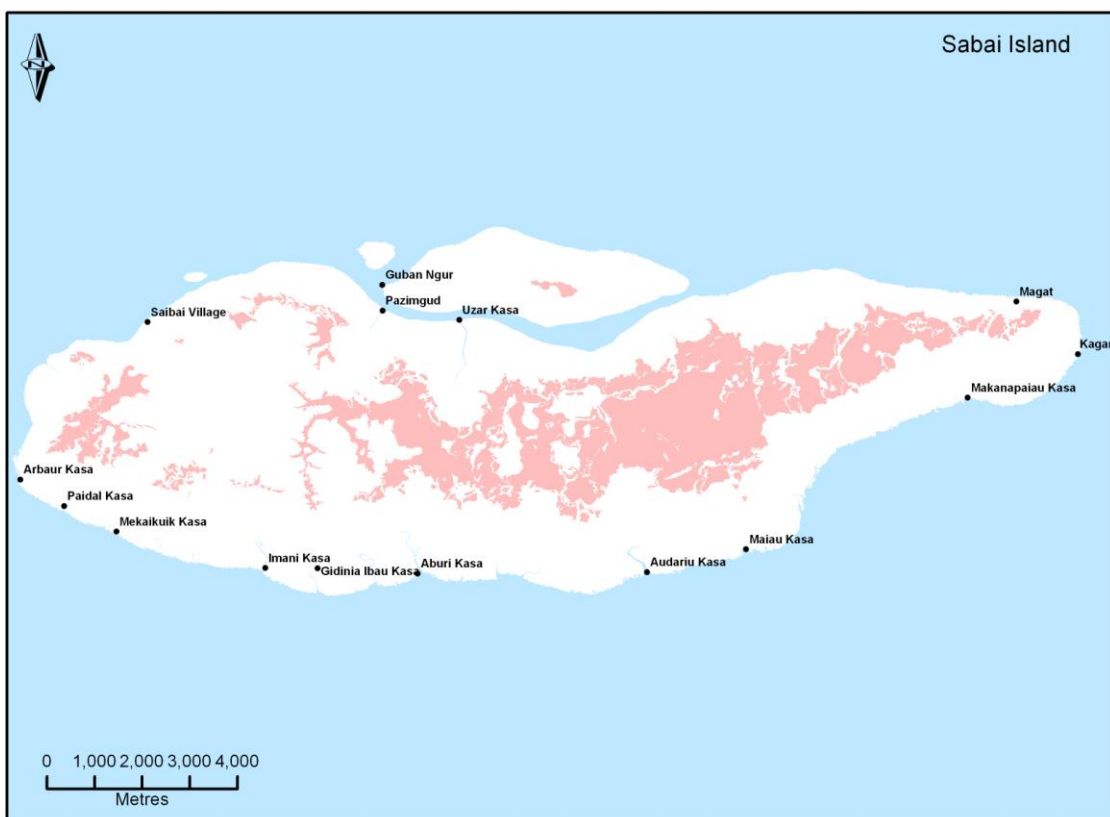 Sabai Island
N
Guban Ngur
Pazimgud
Uzar Kasa
Saibai Village
Magat
Kagar
Makanapaiau Kasa
Arbaur Kasa
Paidal Kasa
Mekaikuik Kasa
Imani Kasa
Gidinia Ibau Kasa
Aburi Kasa
Audariu Kasa
Maiau Kasa
0 1,000 2,000 3,000 4,000
Metres